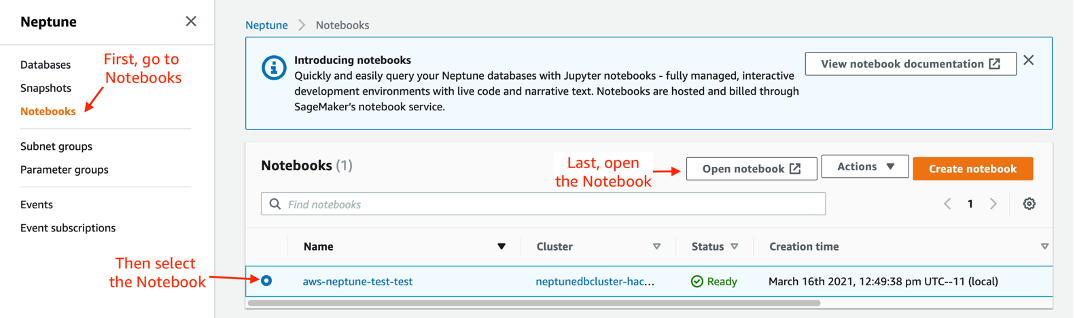 Neptune
Databases
Snapshots
Notebooks
Subnet groups
Parameter groups
Events
Event subscriptions
First, go to
Notebooks
Neptune > Notebooks
Introducing notebooks
Quickly and easily query your Neptune databases with Jupyter notebooks - fully managed, interactive
development environments with live code and narrative text. Notebooks are hosted and billed through
SageMaker's notebook service.
View notebook documentation
Notebooks (1)
Last, open
the Notebook
Open notebook
Actions
Create notebook
Find notebooks
1
Name
Cluster
Status
Creation time
Then select
the Notebook
aws-neptune-test-test
neptunedbcluster-hac...
Ready
March 16th 2021, 12:49:38 pm UTC--11 (local)